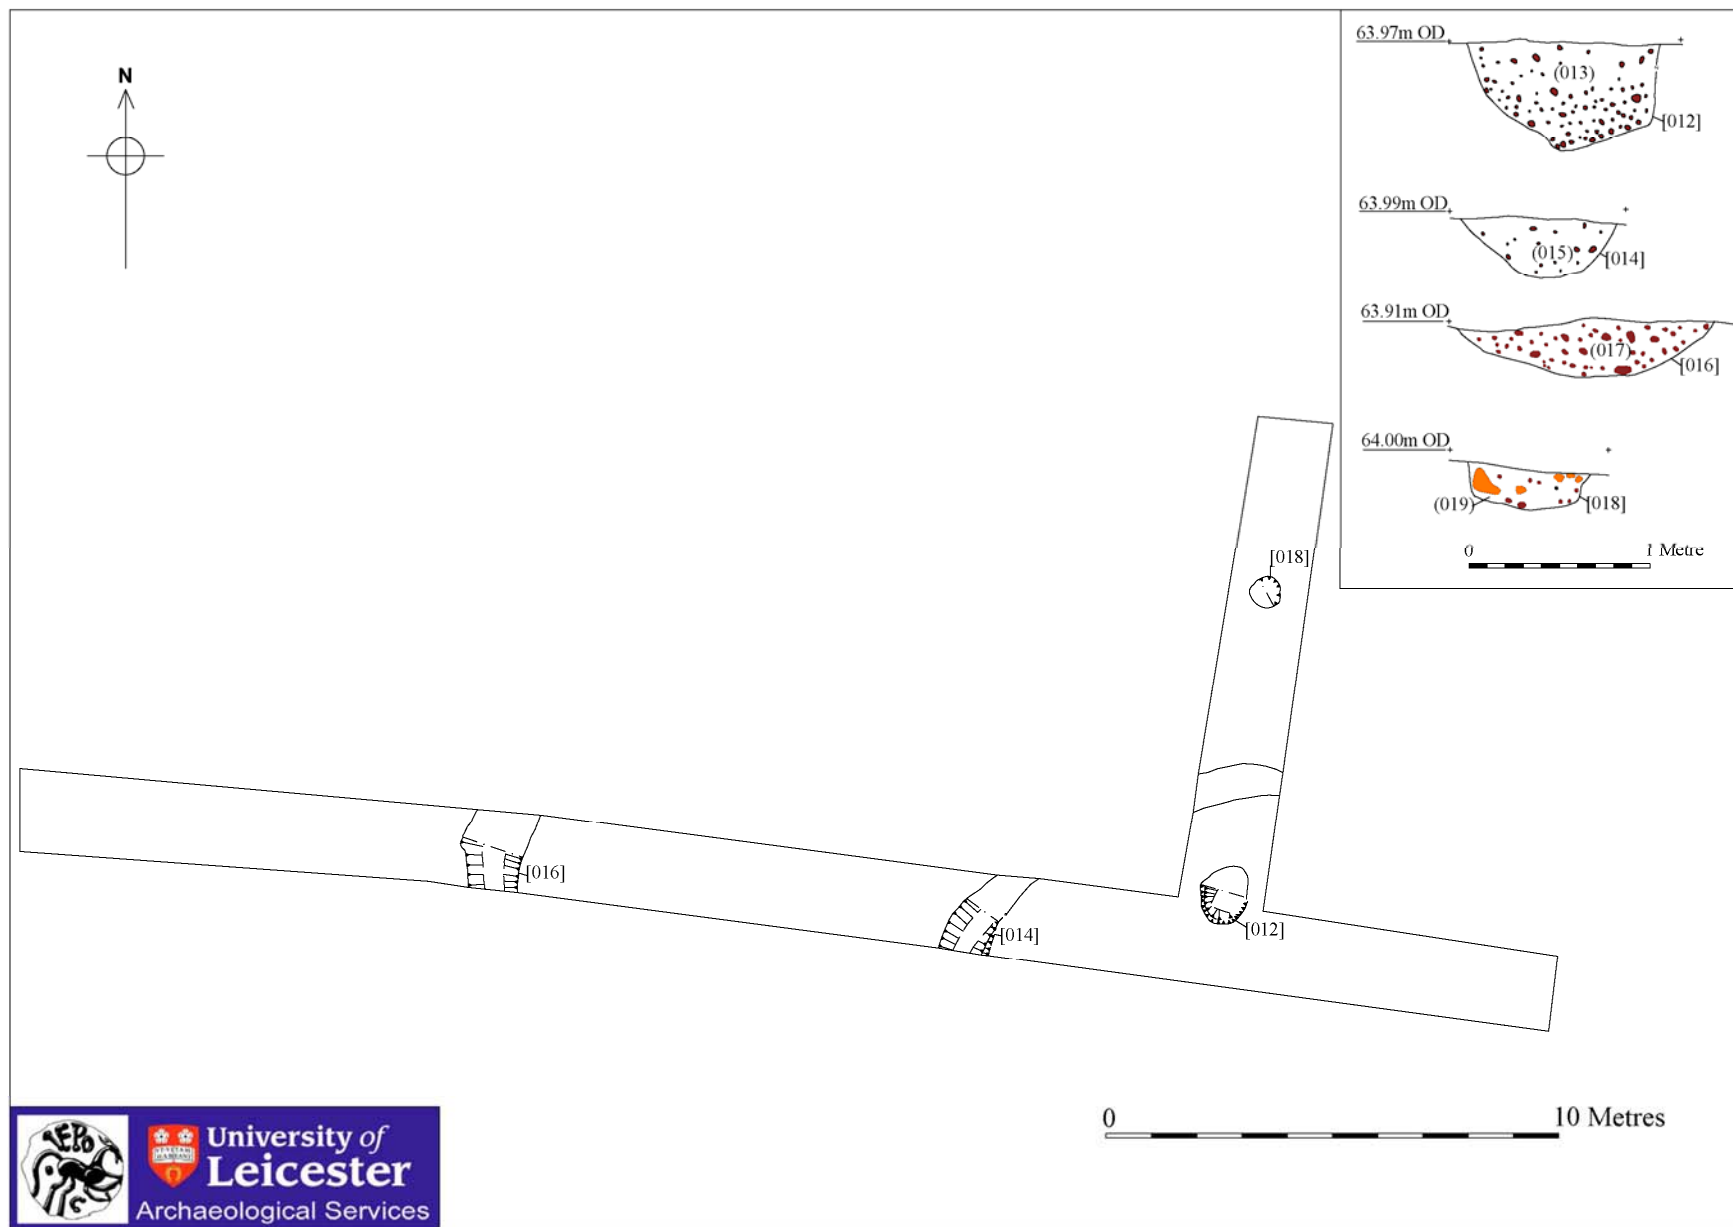 N
63.97m OD
(013)
[012]
63.99m OD
(015)
[014]
63.91m OD
(017)
[016]
64.00m OD
(019)
[018]
0 1 Metre
[018]
[016]
[014]
[012]
0 10 Metres
University of
Leicester
Archaeological Services